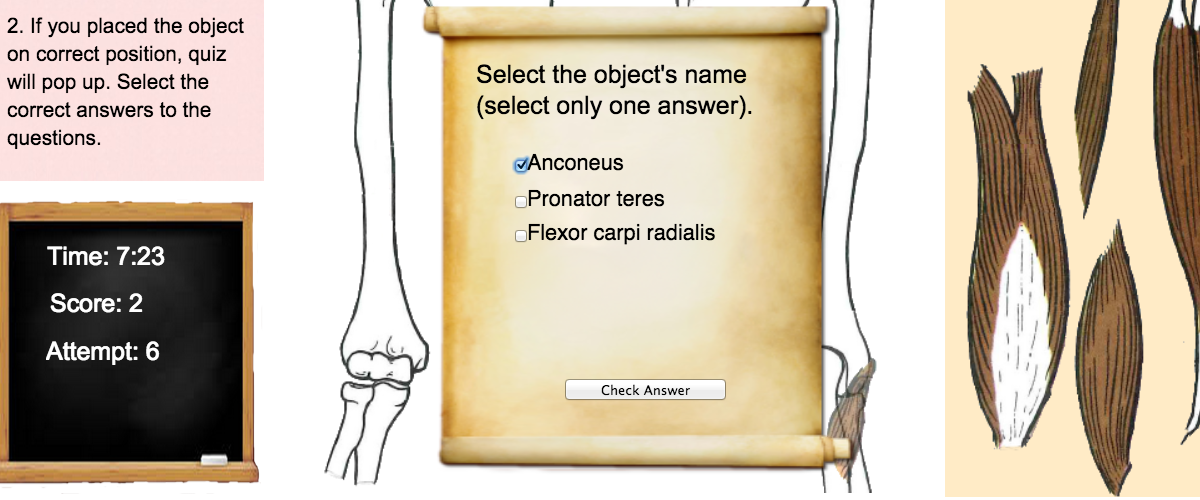 2. If you placed the object
on correct position, quiz
will pop up. Select the
correct answers to the
questions.
Time: 7:23
Score: 2
Attempt: 6
Select the object's name
(select only one answer).
Anconeus
Pronator teres
Flexor carpi radialis
Check Answer